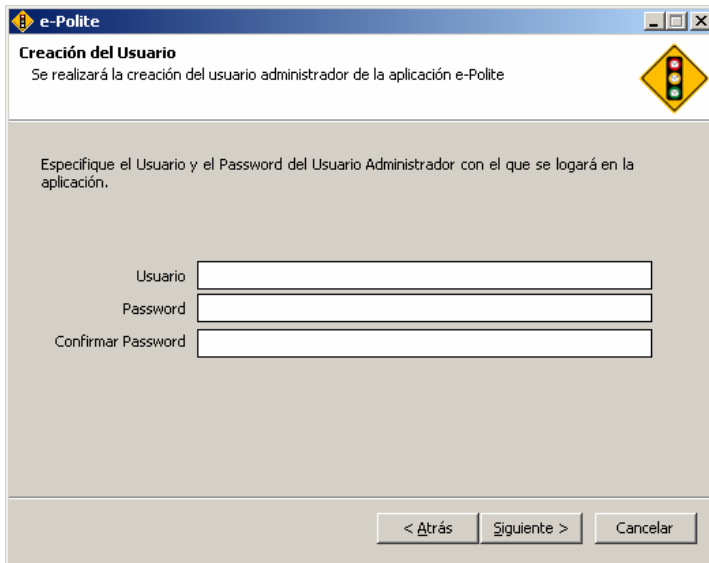 e-Polite
Creación del Usuario
Se realizará la creación del usuario administrador de la aplicación e-Polite
Especifique el Usuario y el Password del Usuario Administrador con el que se logará en la
aplicación.
Usuario
Password
Confirmar Password
< Atrás Siguiente > Cancelar